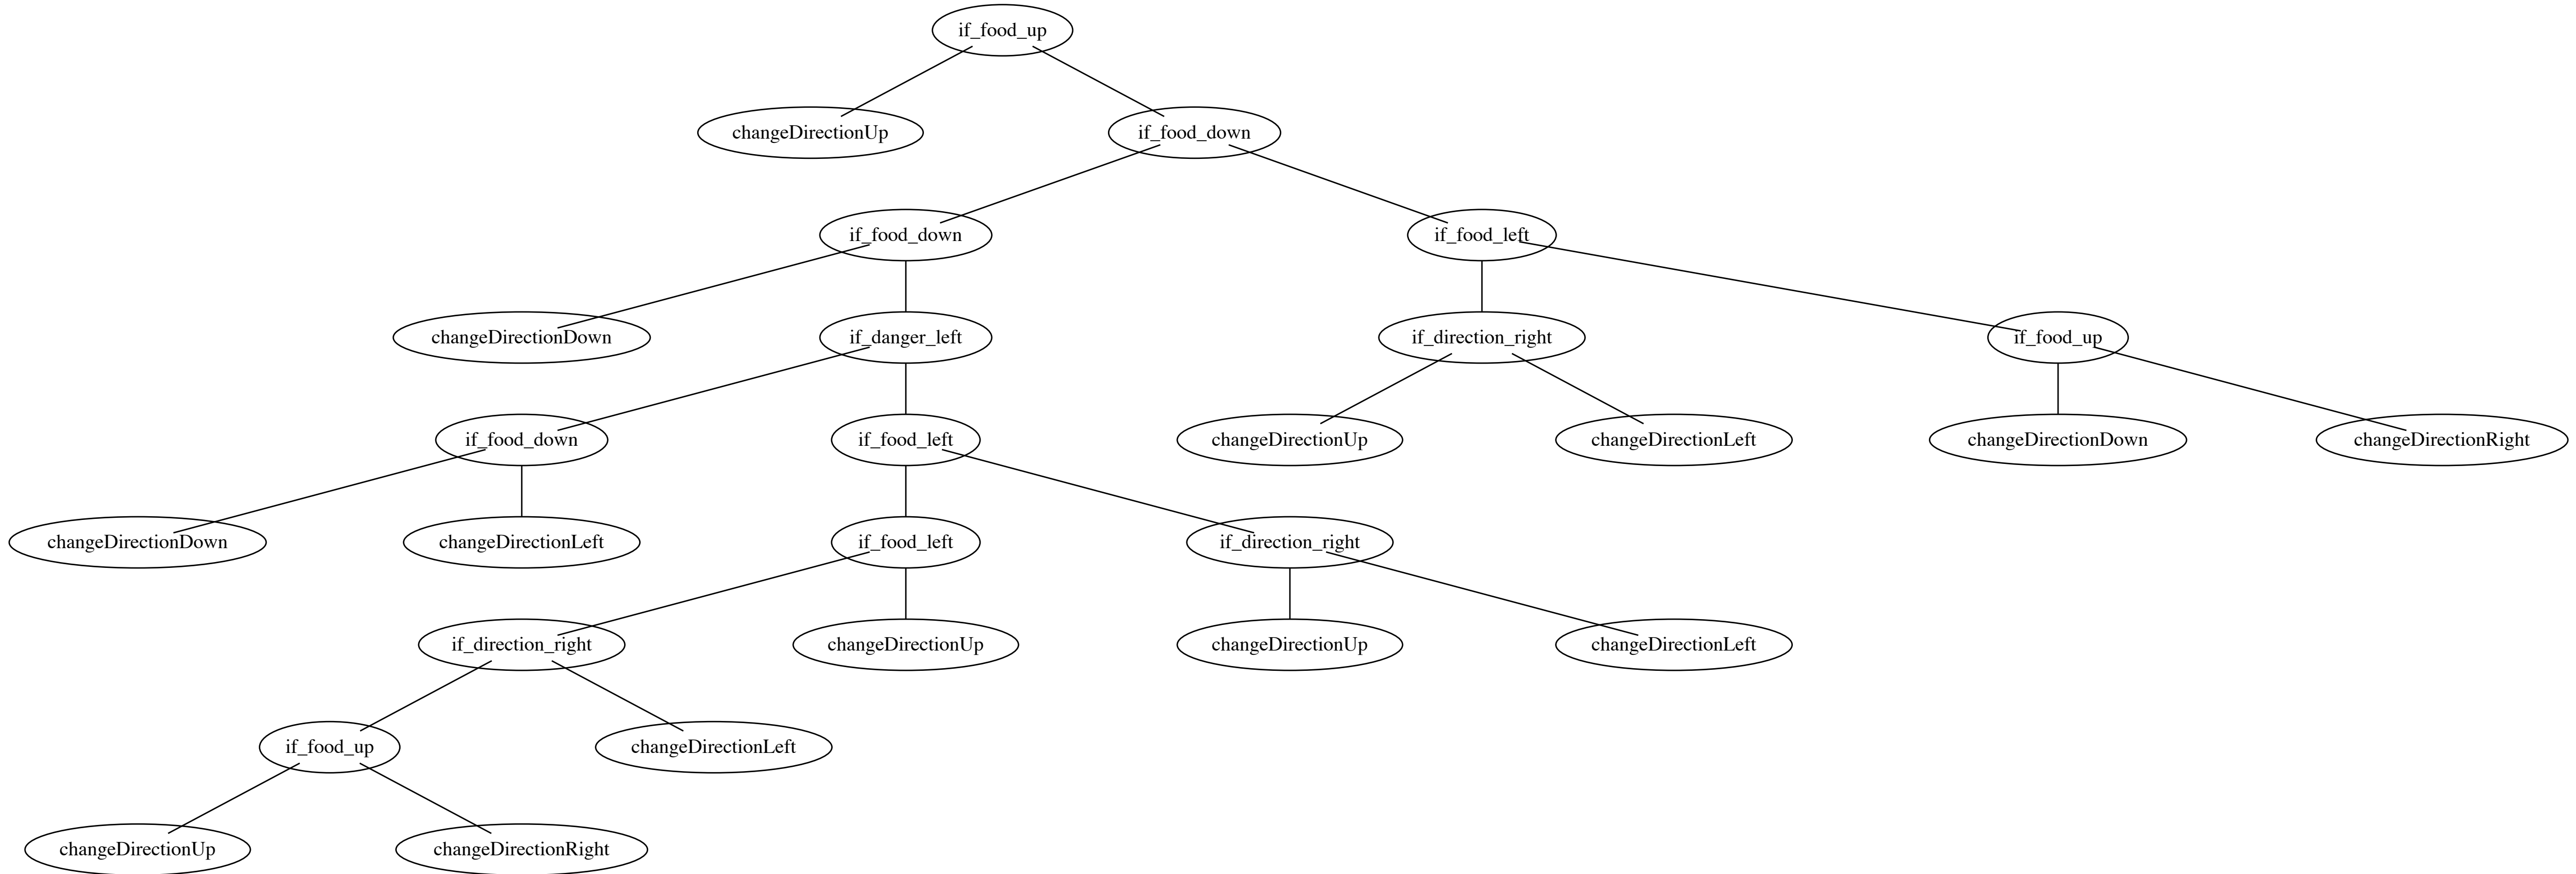 if_food_up
changeDirectionUp
if_food_down
if_food_down
if_food_left
changeDirectionDown
if_danger_left
if_direction_right
if_food_up
if_food_down
if_food_left
changeDirectionUp
changeDirectionLeft
changeDirectionDown
changeDirectionRight
changeDirectionDown
changeDirectionLeft
if_food_left
if_direction_right
if_direction_right
changeDirectionUp
changeDirectionUp
changeDirectionLeft
if_food_up
changeDirectionLeft
changeDirectionUp
changeDirectionRight